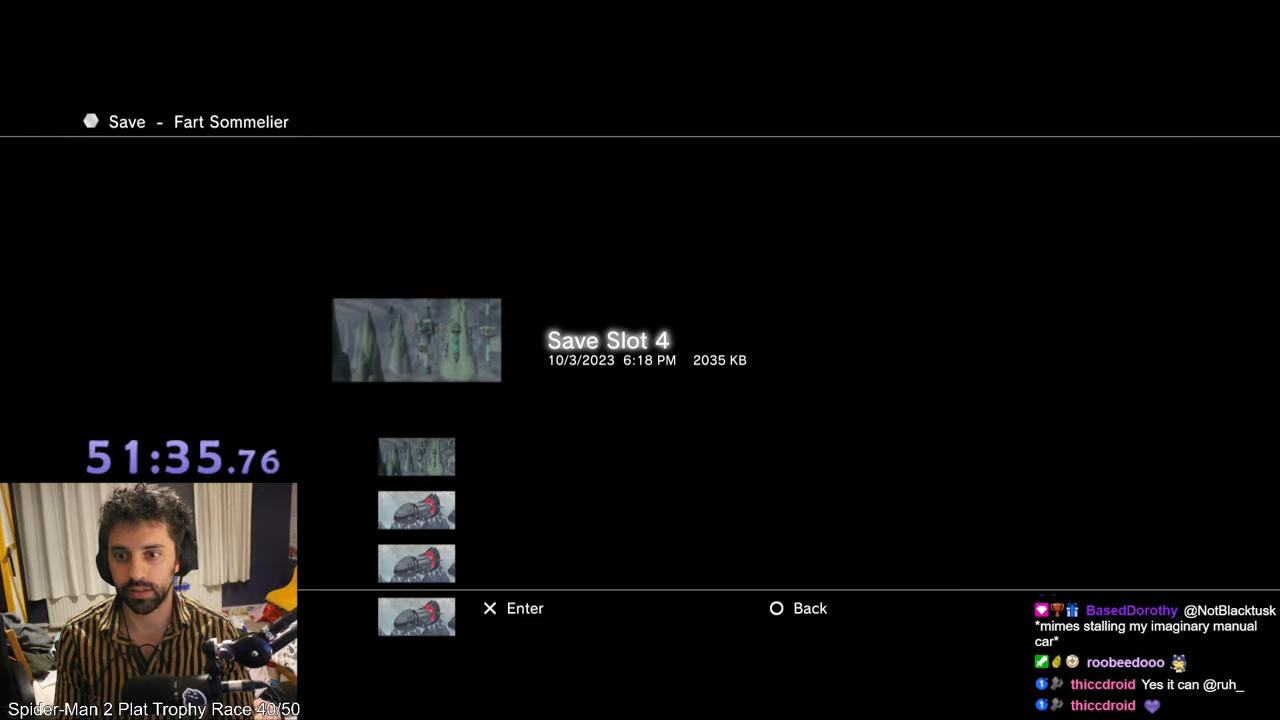 Save - Fart Sommelier
Save Slot 4
10/3/2023 6:18 PM 2035 KB
51:35.76
Enter
Back
BasedDorothy @NotBlacktusk
*mimes stalling my imaginary manual
car*
roobeedooo
thiccdroid Yes it can @ruh_
thiccdroid
Spider-Man 2 Plat Trophy Race 40/50